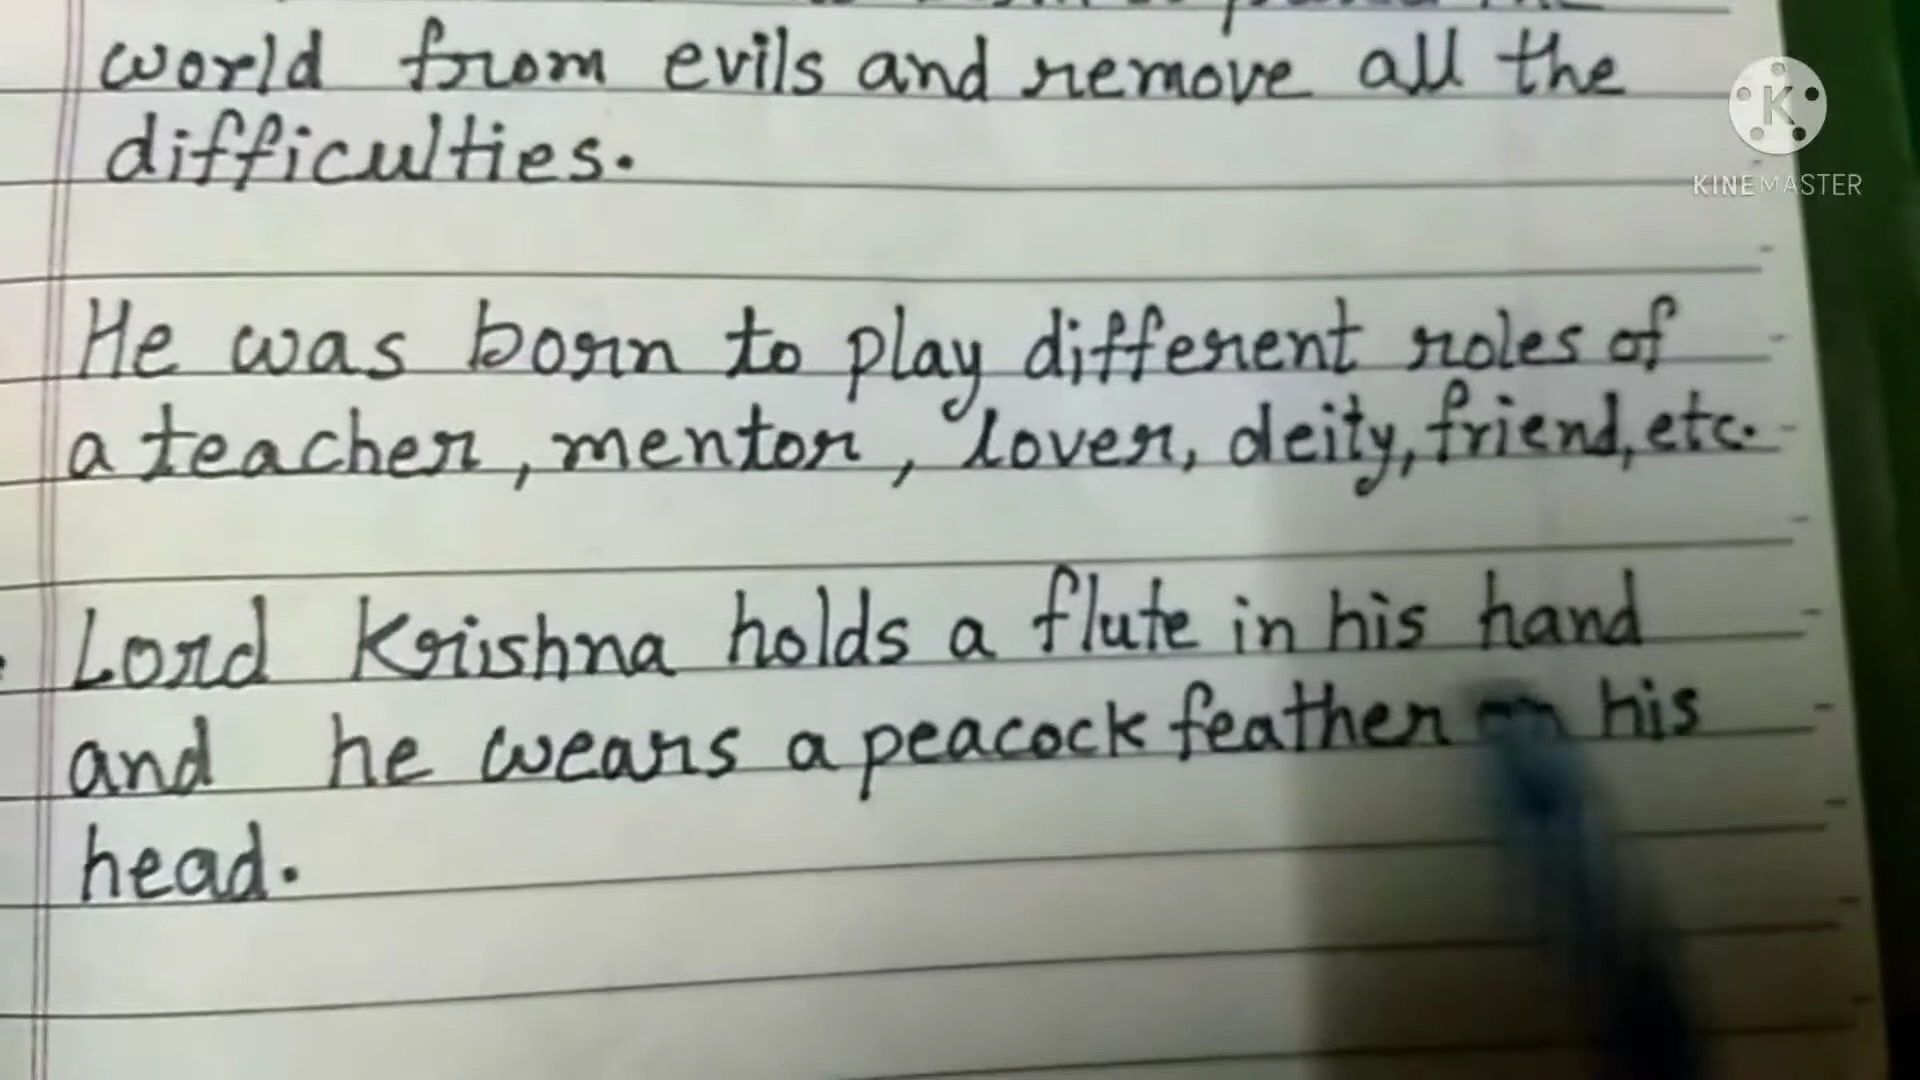 world from evils and remove all the
difficulties.
He was born to play different roles of
a teacher, mentor, lover, deity, friend, etc.
Lord Krishna holds a flute in his hand
and he wears a peacock feather his
head.
KINEMASTER